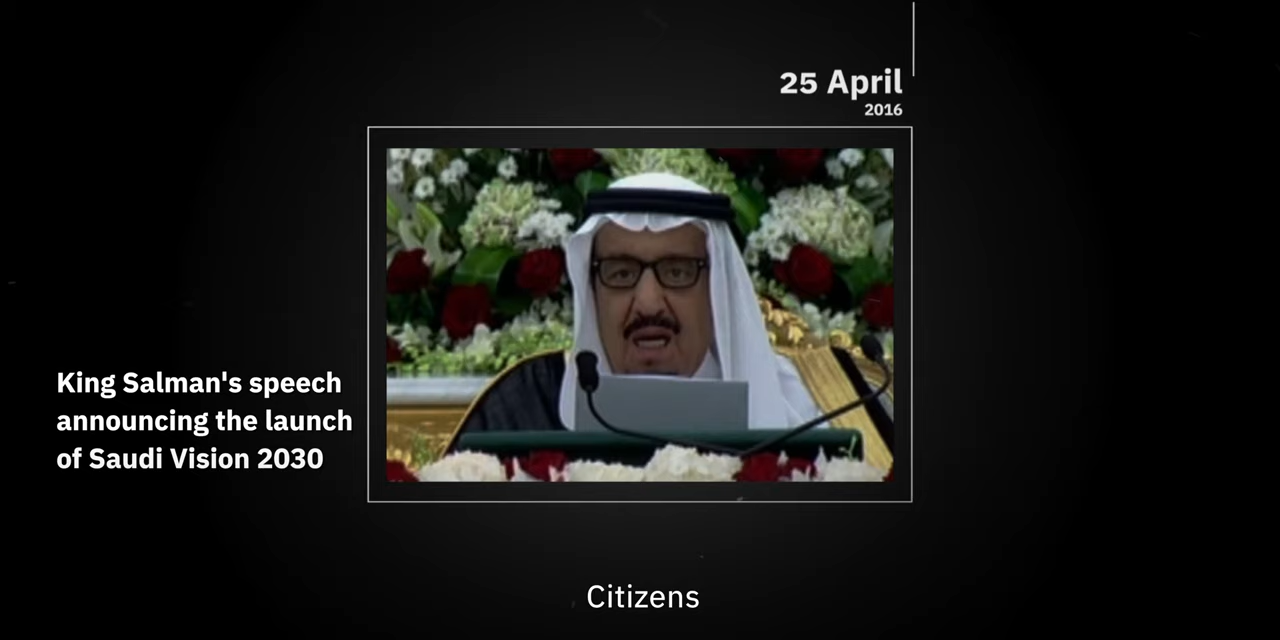 25 April
2016
King Salman's speech
announcing the launch
of Saudi Vision 2030
Citizens